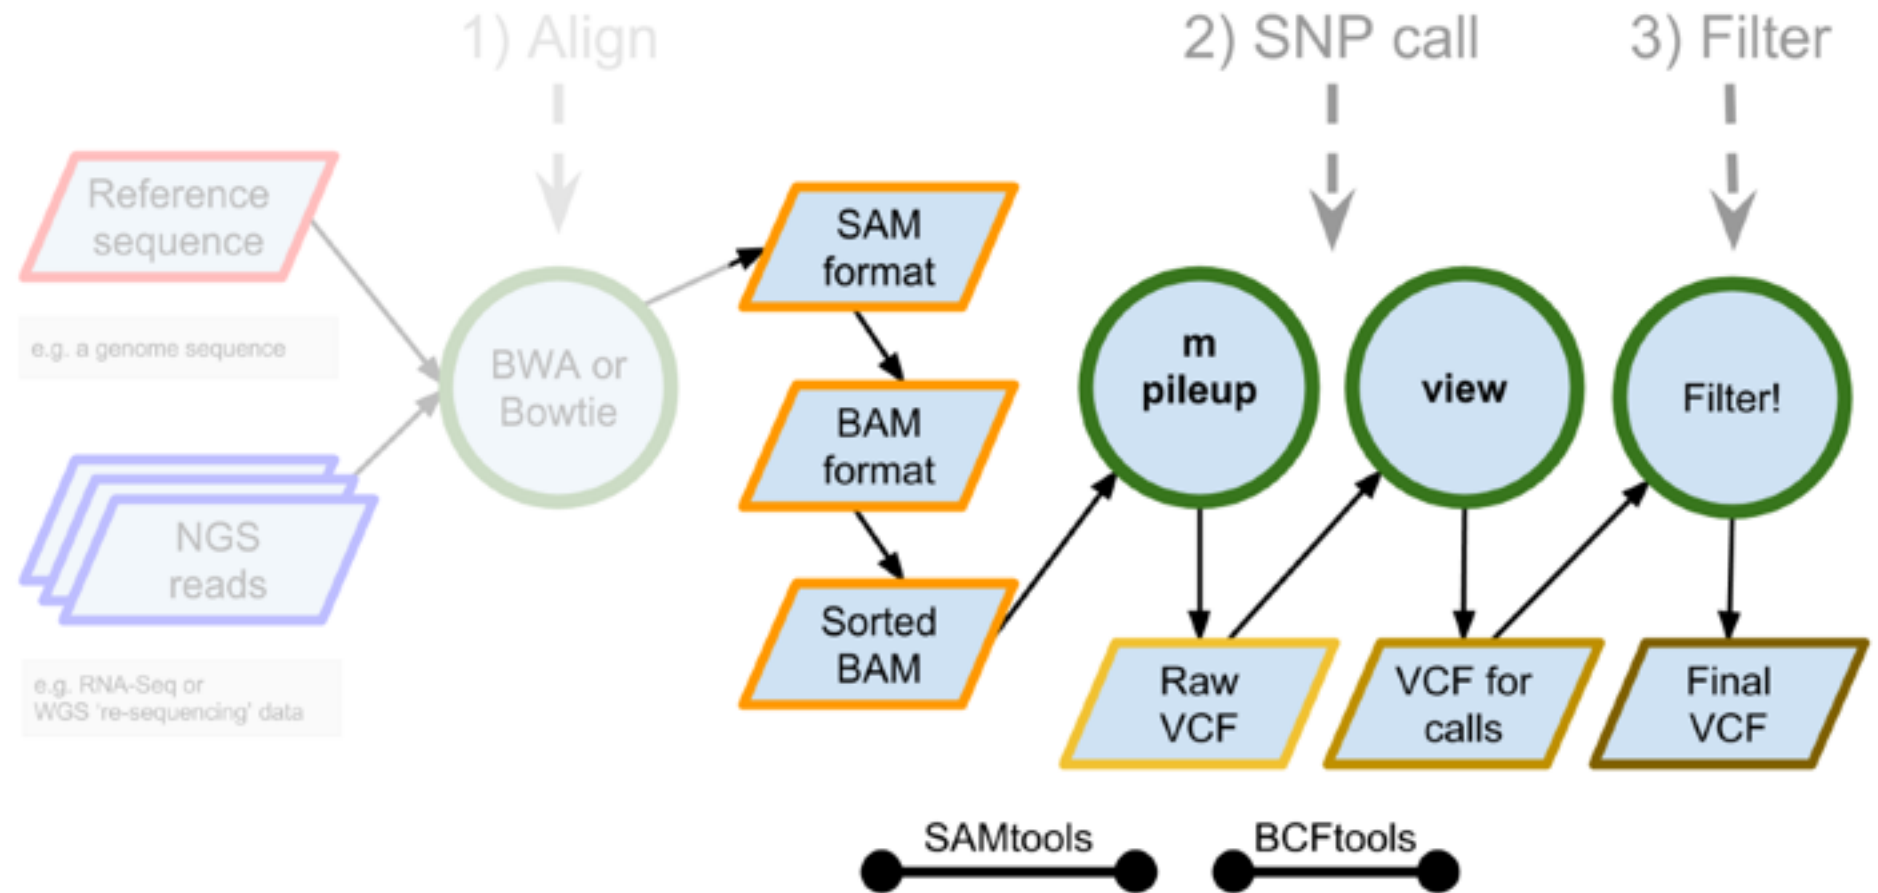 1) Align
2) SNP call
3) Filter
Reference
sequence
e.g. a genome sequence
NGS
reads
e.g. RNA-Seq or
WGS 're-sequencing' data
BWA or
Bowtie
SAM
format
BAM
format
Sorted
BAM
m
pileup
view
Filter!
Raw
VCF
VCF for
calls
Final
VCF
SAMtools
BCFtools